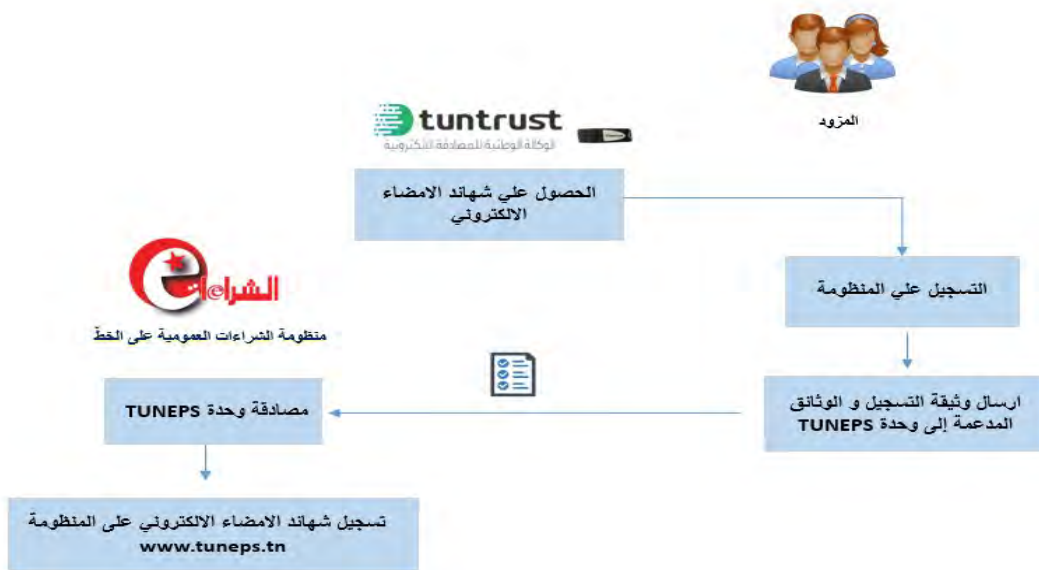 المزود
tuntrust
الوكالة الوطنية للمصادقة الالكترونية
الحصول علي شهائد الامضاء
الالكتروني
التسجيل علي المنظومة
الشراءات
منظومة الشراءات العمومية على الخطّ
ارسال وثيقة التسجيل و الوثائق
المدعمة إلى وحدة TUNEPS
مصادقة وحدة TUNEPS
تسجيل شهائد الامضاء الالكتروني على المنظومة
www.tuneps.tn